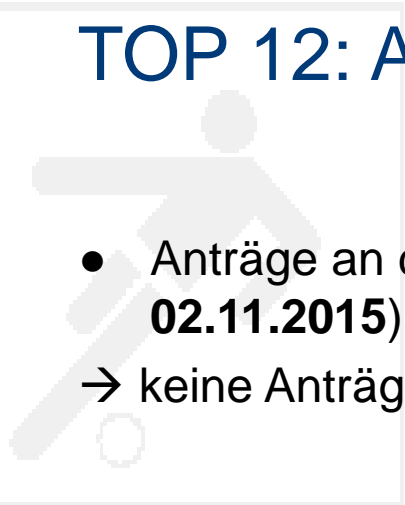 TOP 12: A
● Anträge an
02.11.2015)
→ keine Anträg